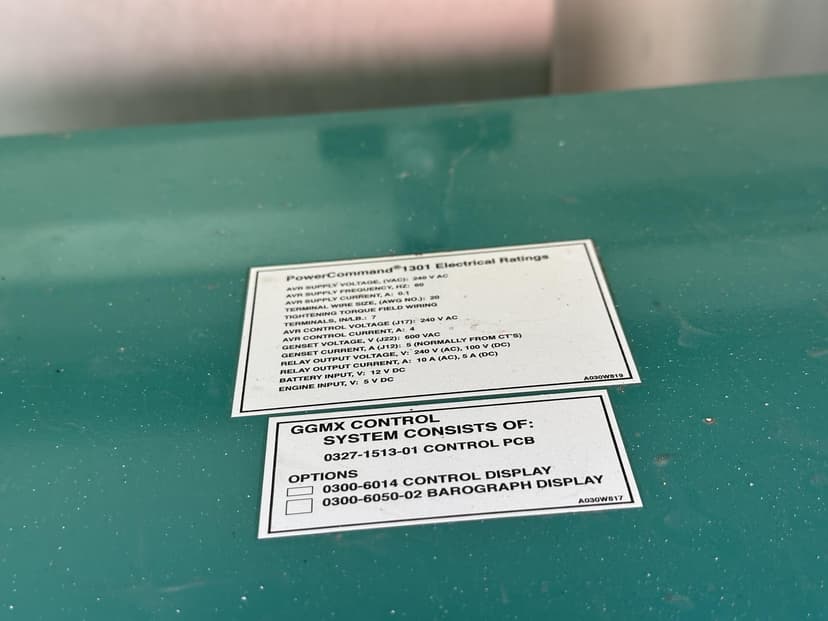 PowerCommand®1301 Electrical Ratings
AVR SUPPLY VOLTAGE, (VAC): 240 V AC
AVR SUPPLY FREQUENCY, HZ: 60
AVR SUPPLY CURRENT, A: 0.1
TERMINAL WIRE SIZE, (AWG NO.): 20
TIGHTENING TORQUE FIELD WIRING
TERMINALS, IN/LB.: 7
AVR CONTROL VOLTAGE (J17): 240 V AC
AVR CONTROL CURRENT, A: 4
GENSET VOLTAGE, V (J22): 600 VAC
GENSET CURRENT, A (J12): 5 (NORMALLY FROM CT'S)
RELAY OUTPUT VOLTAGE, V: 240 V (AC), 100 V (DC)
RELAY OUTPUT CURRENT, A: 10 A (AC), 5 A (DC)
BATTERY INPUT, V: 12 V DC
ENGINE INPUT, V: 5 V DC
A030W819
GGMX CONTROL
SYSTEM CONSISTS OF:
0327-1513-01 CONTROL PCB
OPTIONS
0300-6014 CONTROL DISPLAY
0300-6050-02 BAROGRAPH DISPLAY
A030W817